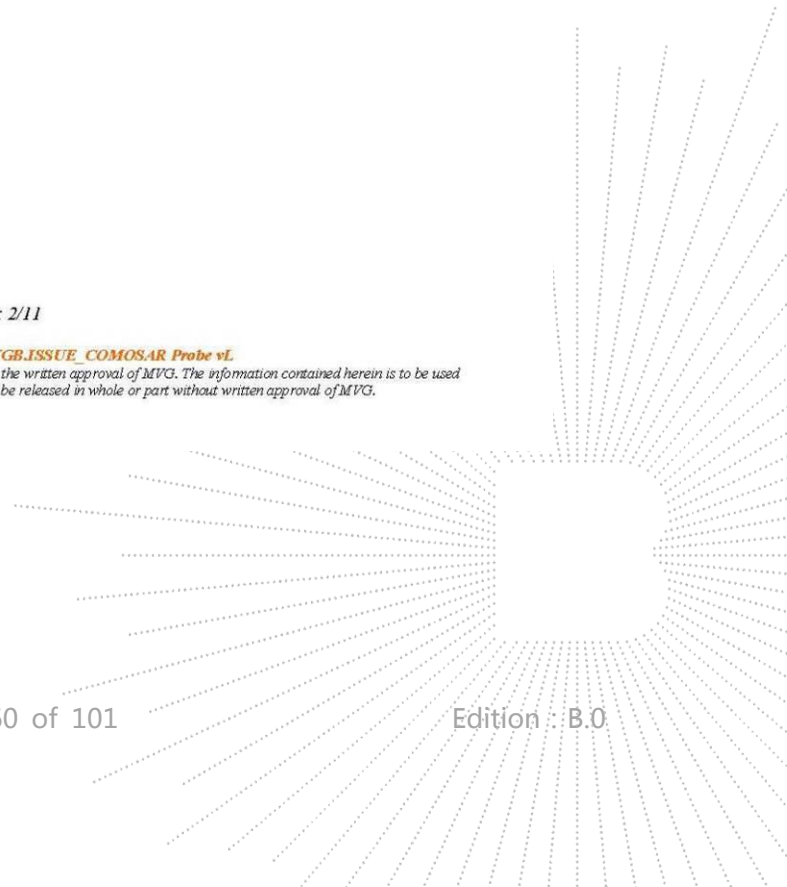 : 2/11
GB.ISSUE_COMOSAR Probe vL
the written approval of MVG. The information contained herein is to be used
be released in whole or part without written approval of MVG.
0 of 101
Edition : B.0